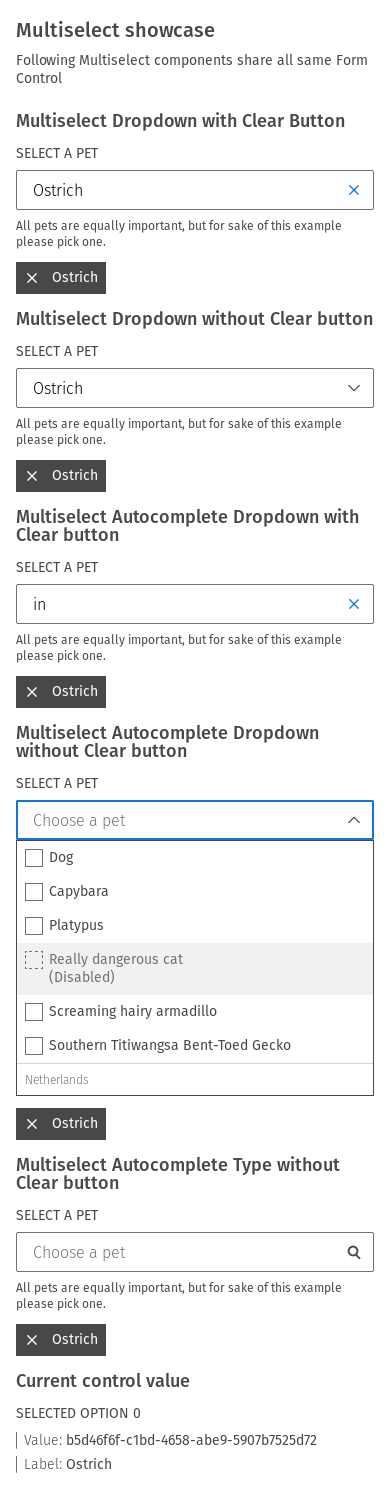 Multiselect showcase
Following Multiselect components share all same Form
Control
Multiselect Dropdown with Clear Button
SELECT A PET
Ostrich
All pets are equally important, but for sake of this example
please pick one.
Ostrich
Multiselect Dropdown without Clear button
SELECT A PET
Ostrich
All pets are equally important, but for sake of this example
please pick one.
Ostrich
Multiselect Autocomplete Dropdown with
Clear button
SELECT A PET
in
All pets are equally important, but for sake of this example
please pick one.
Ostrich
Multiselect Autocomplete Dropdown
without Clear button
SELECT A PET
Choose a pet
Dog
Capybara
Platypus
Really dangerous cat
(Disabled)
Screaming hairy armadillo
Southern Titiwangsa Bent-Toed Gecko
Netherlands
Ostrich
Multiselect Autocomplete Type without
Clear button
SELECT A PET
Choose a pet
All pets are equally important, but for sake of this example
please pick one.
Ostrich
Current control value
SELECTED OPTION 0
Value: b5d46f6f-c1bd-4658-abe9-5907b7525d72
Label: Ostrich